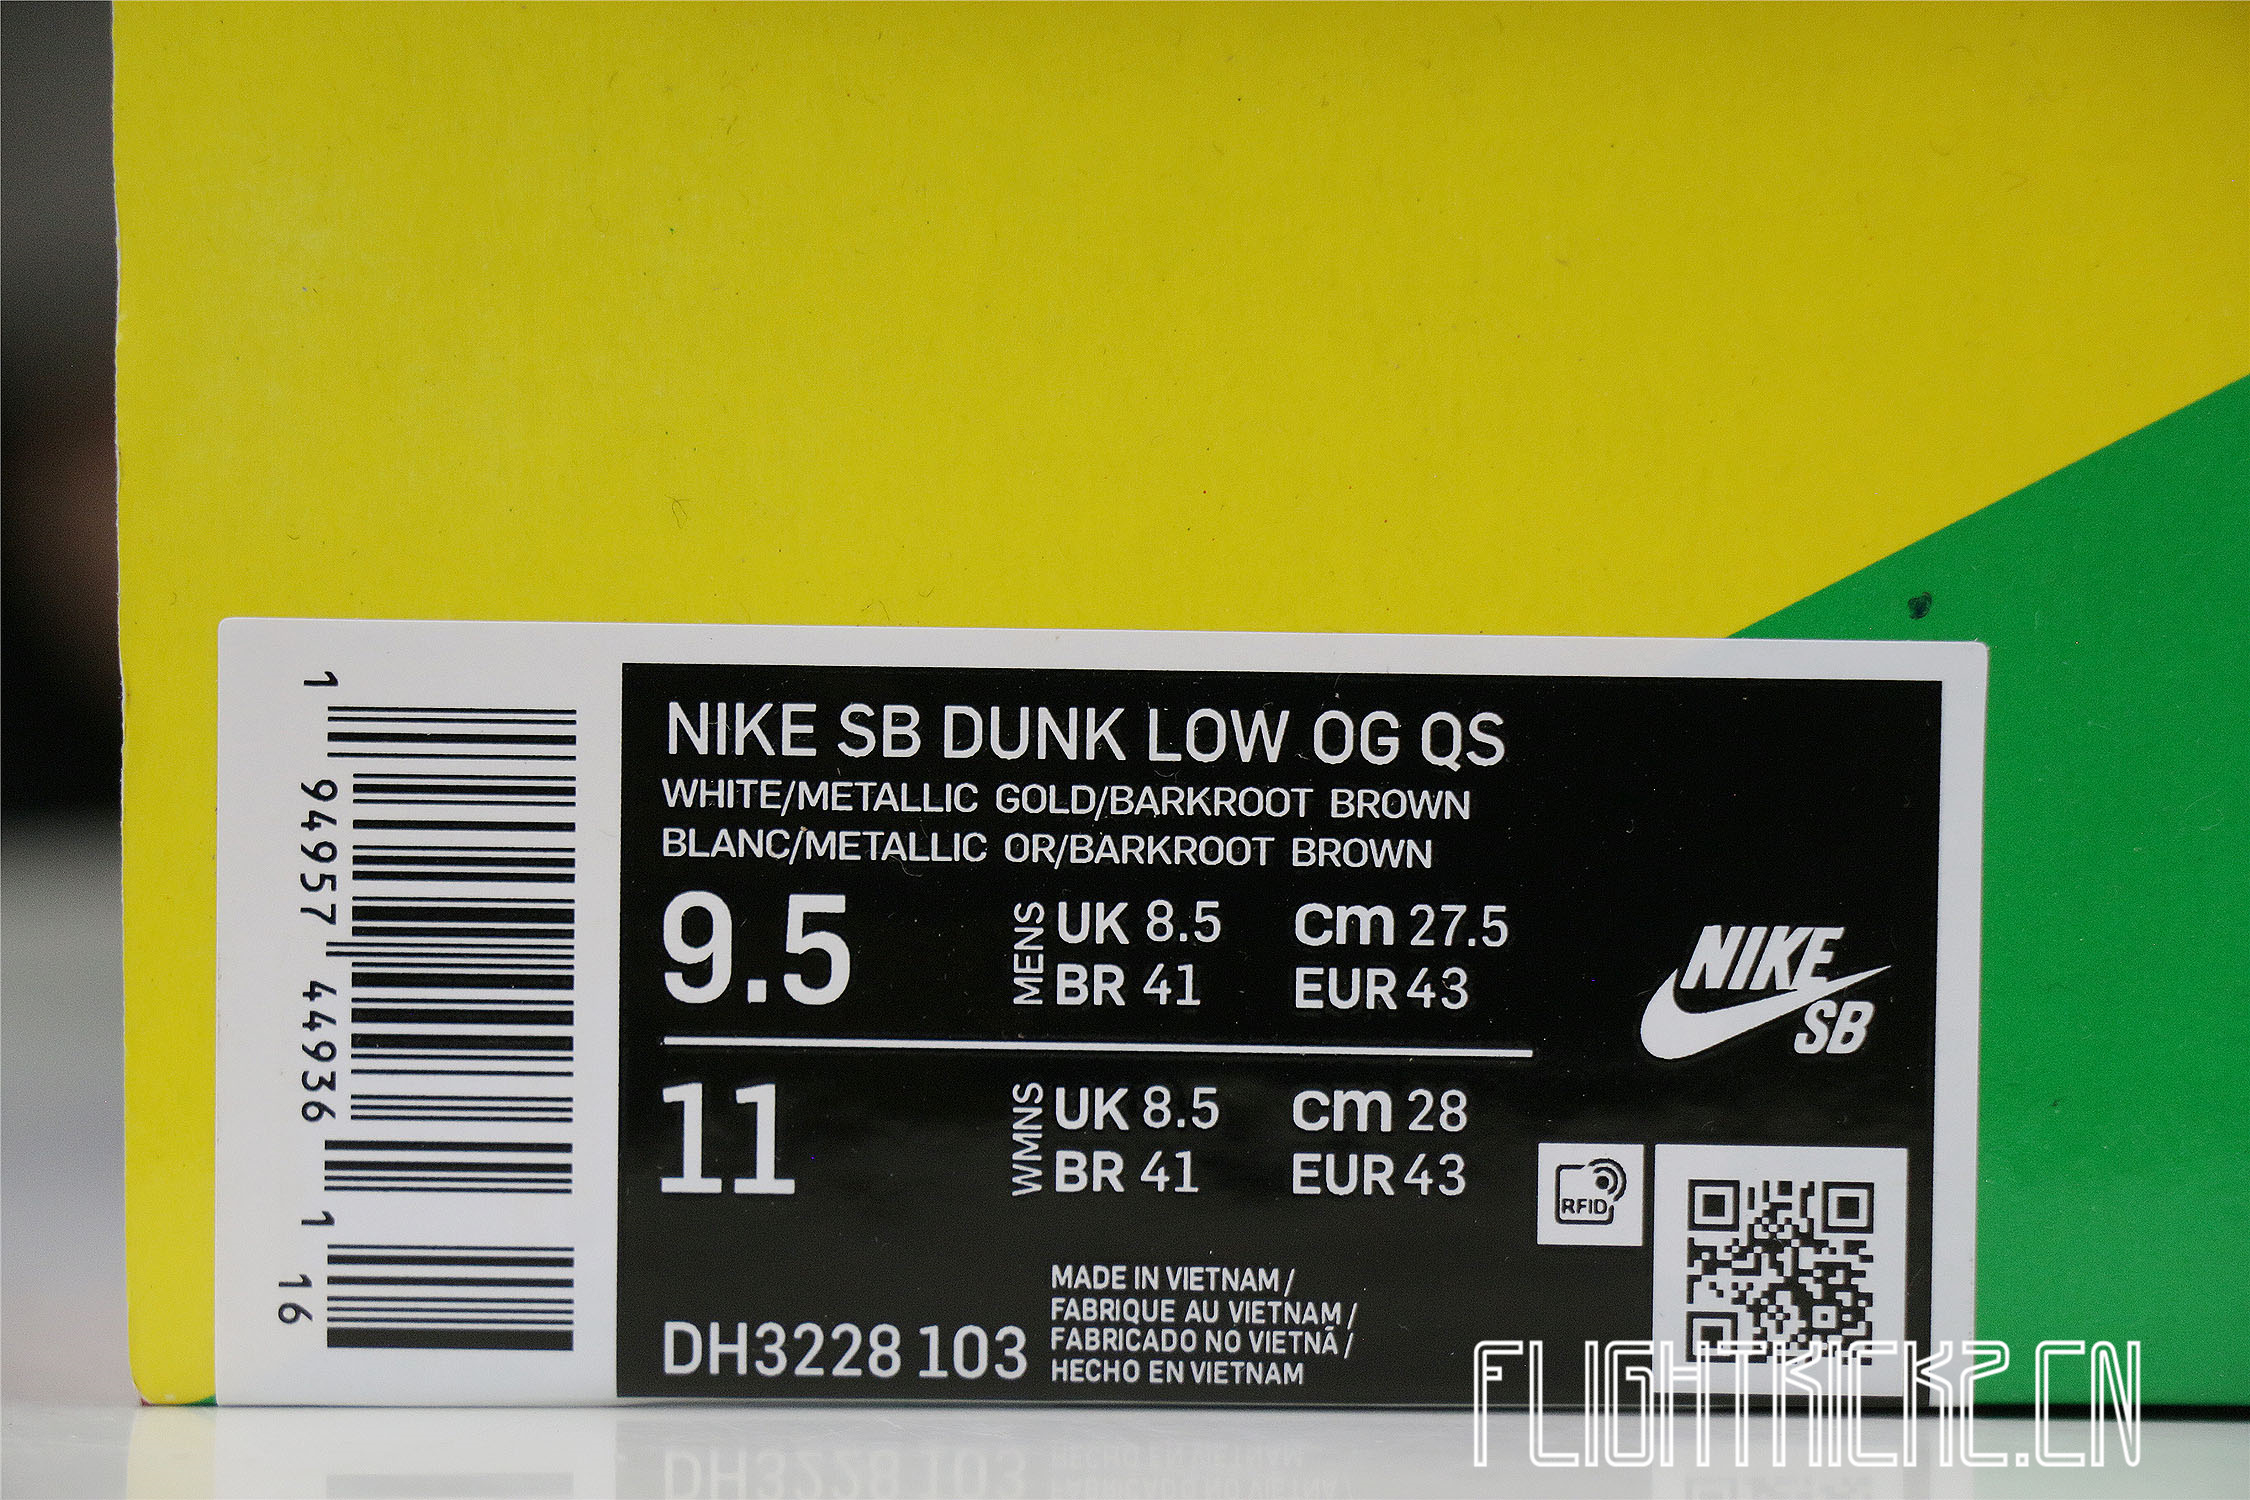 1
94957 44936
1
16
NIKE SB DUNK LOW OG QS
WHITE/METALLIC GOLD/BARKROOT BROWN
BLANC/METALLIC OR/BARKROOT BROWN
9.5
MENS
UK 8.5 cm 27.5
BR 41 EUR 43
11
WMNS
UK 8.5 cm 28
BR 41 EUR 43
NIKE
SB
RFID
DH3228 103
MADE IN VIETNAM /
FABRIQUE AU VIETNAM /
FABRICADO NO VIETNÃ /
HECHO EN VIETNAM
FLIGHTKICKZ.CN